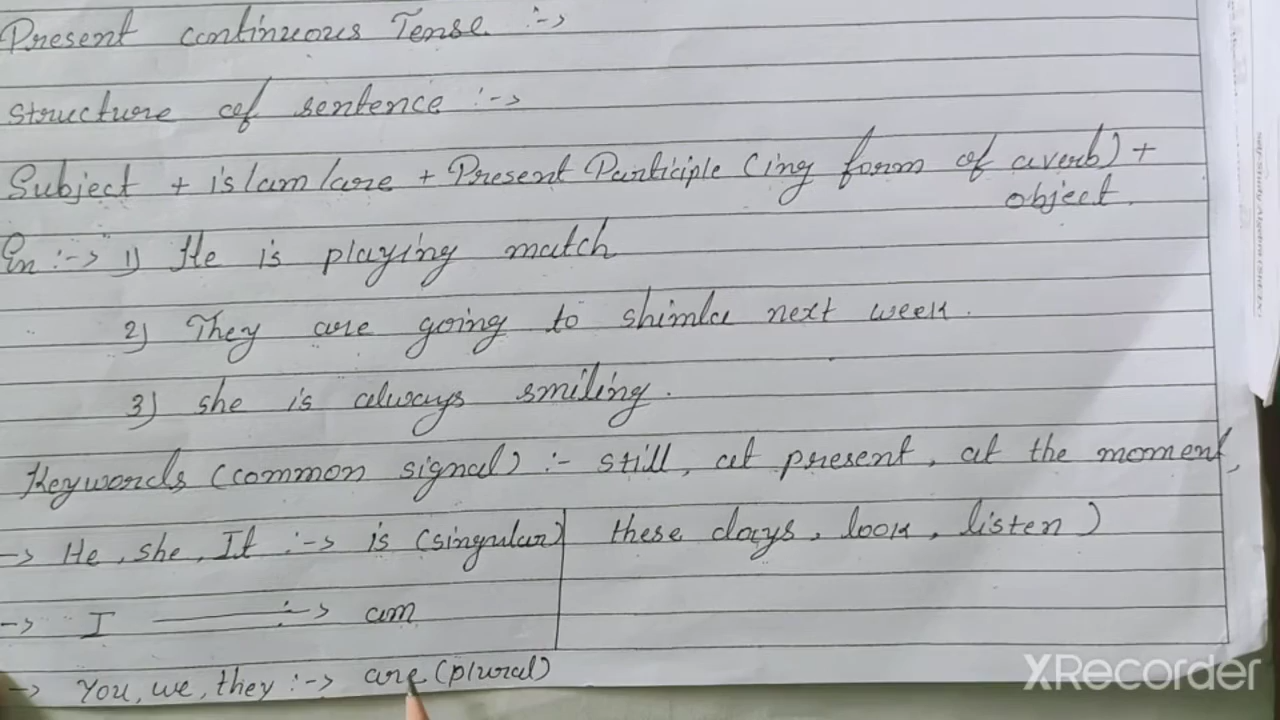 Present continuous Tense :->
structure of sentence :->
Subject + is/am/are + Present Participle (ing form of a verb) +
object.
En :-> 1) He is playing match
2) They are going to shimla next week.
3) she is always smiling.
Keywords (common signal) :- still, at present, at the moment,
these days, look, listen)
-> He, she, It :-> is (singular)
-> I :-> am
-> You, we, they :-> are (plural)
XRecorder